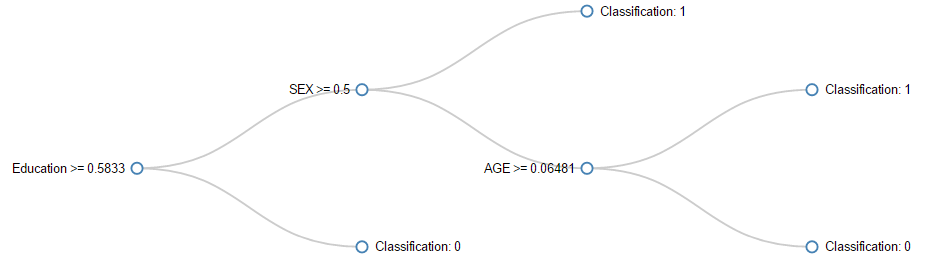 Classification: 1
SEX >= 0.5
Classification: 1
Education >= 0.5833
AGE >= 0.06481
Classification: 0
Classification: 0